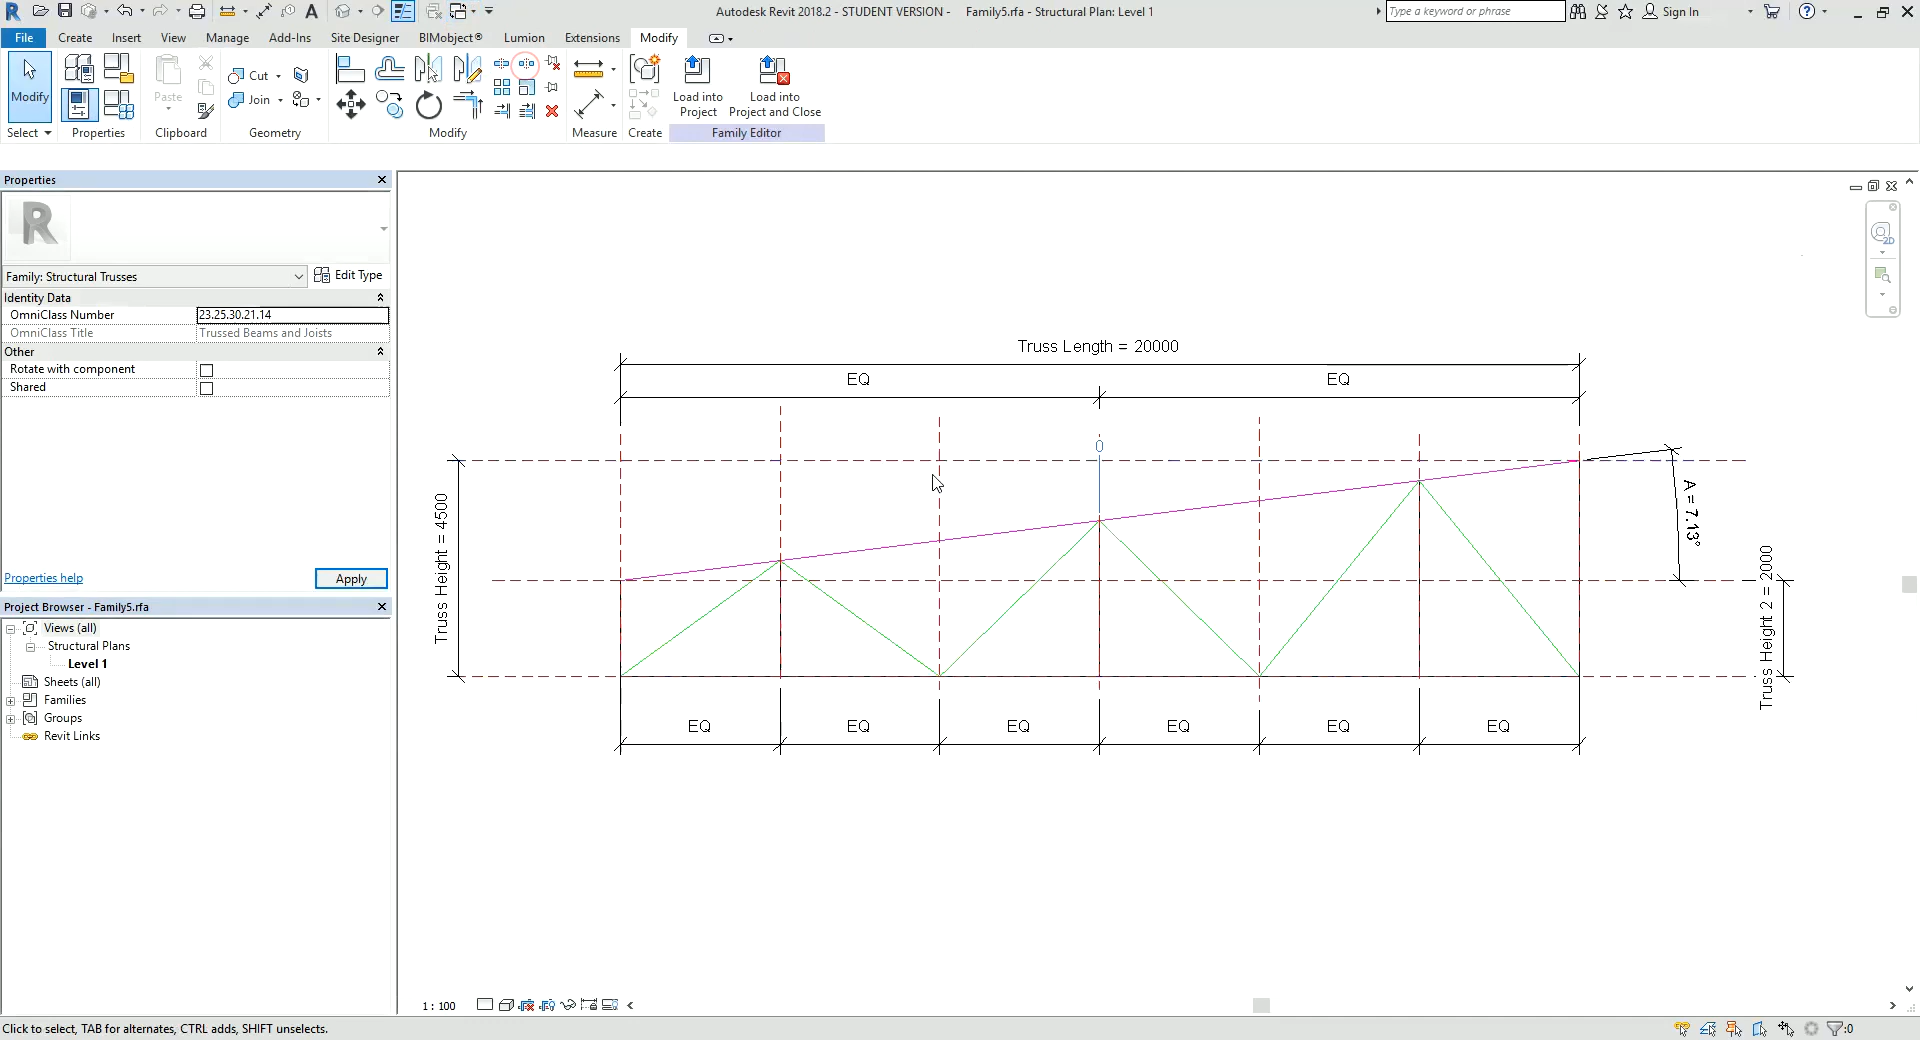 Autodesk Revit 2018.2 - STUDENT VERSION - Family5.rfa - Structural Plan: Level 1
Type a keyword or phrase
Sign In
File Create Insert View Manage Add-Ins Site Designer BIMobject® Lumion Extensions Modify
Modify
Paste
Cut
Join
Load into
Project
Load into
Project and Close
Select Properties Clipboard Geometry Modify Measure Create Family Editor
Properties
Family: Structural Trusses
Edit Type
Identity Data
OmniClass Number 23.25.30.21.14
OmniClass Title Trussed Beams and Joists
Other
Rotate with component
Shared
Properties help
Apply
Project Browser - Family5.rfa
Views (all)
Structural Plans
Level 1
Sheets (all)
Families
Groups
Revit Links
Truss Length = 20000
EQ EQ
0
Truss Height = 4500
A = 7.13°
Truss Height 2 = 2000
EQ EQ EQ EQ EQ EQ
1 : 100
Click to select, TAB for alternates, CTRL adds, SHIFT unselects.
:0